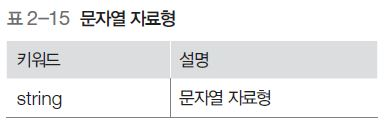 표 2-15 문자열 자료형
키워드 설명
string 문자열 자료형